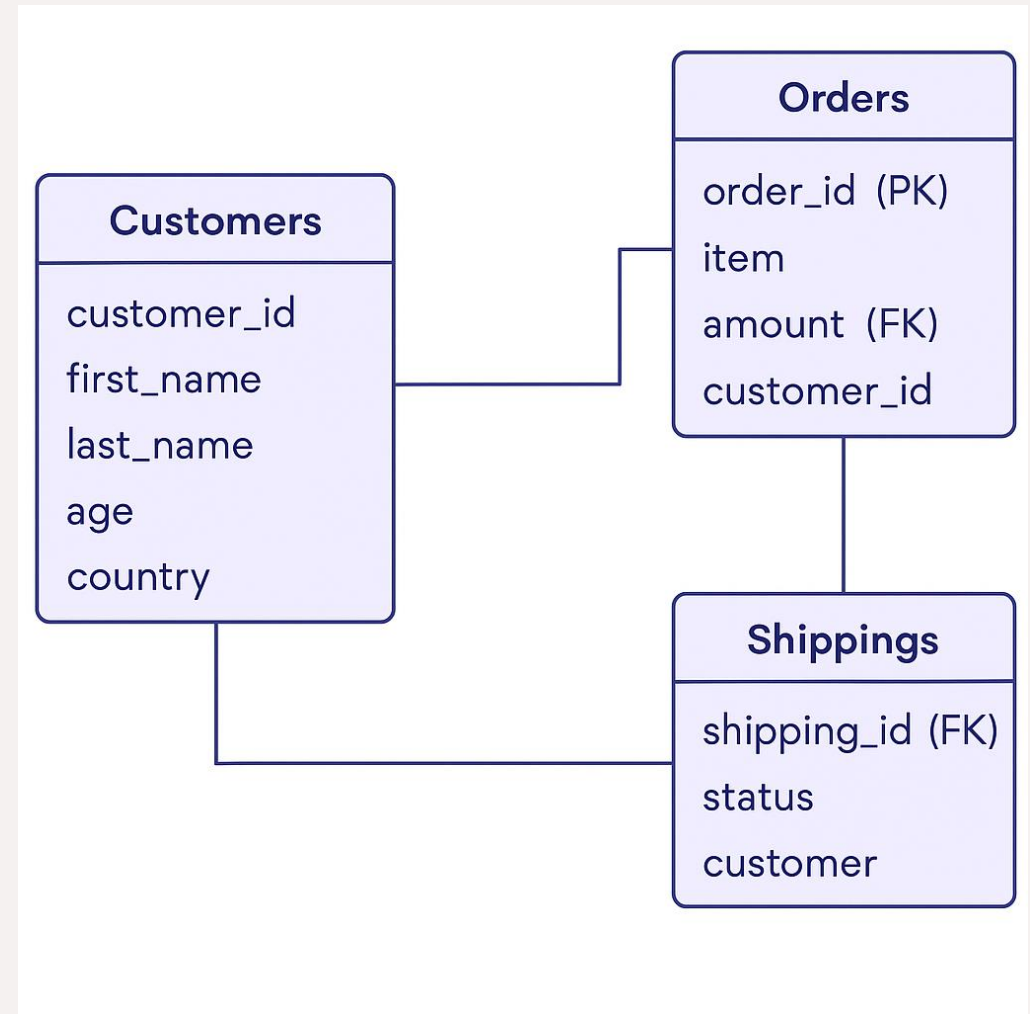 Customers
customer_id
first_name
last_name
age
country
Orders
order_id (PK)
item
amount (FK)
customer_id
Shippings
shipping_id (FK)
status
customer